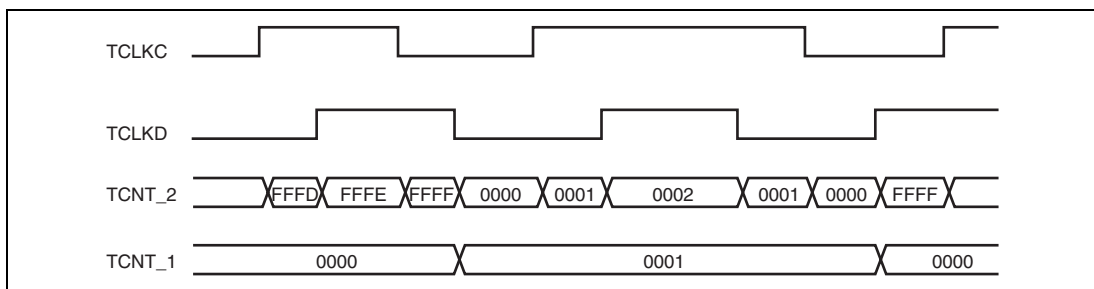 TCLKC
TCLKD
TCNT_2 FFFD FFFE FFFF 0000 0001 0002 0001 0000 FFFF
TCNT_1 0000 0001 0000